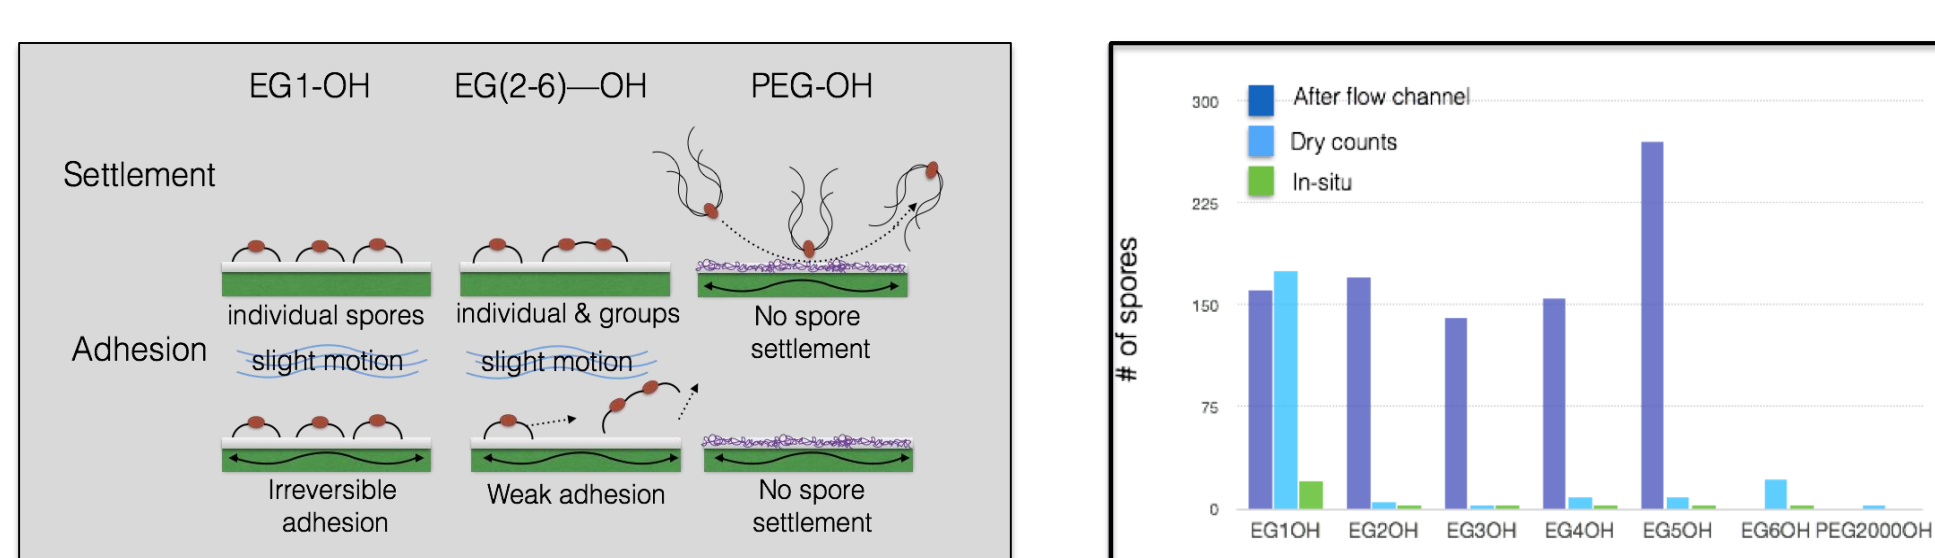 EG1-OH
EG(2-6)—OH
PEG-OH
Settlement
individual spores
individual & groups
No spore
settlement
Adhesion
slight motion
slight motion
Irreversible
adhesion
Weak adhesion
No spore
settlement
After flow channel
Dry counts
In-situ
# of spores
300
225
150
75
0
EG1OH
EG2OH
EG3OH
EG4OH
EG5OH
EG6OH
PEG2000OH